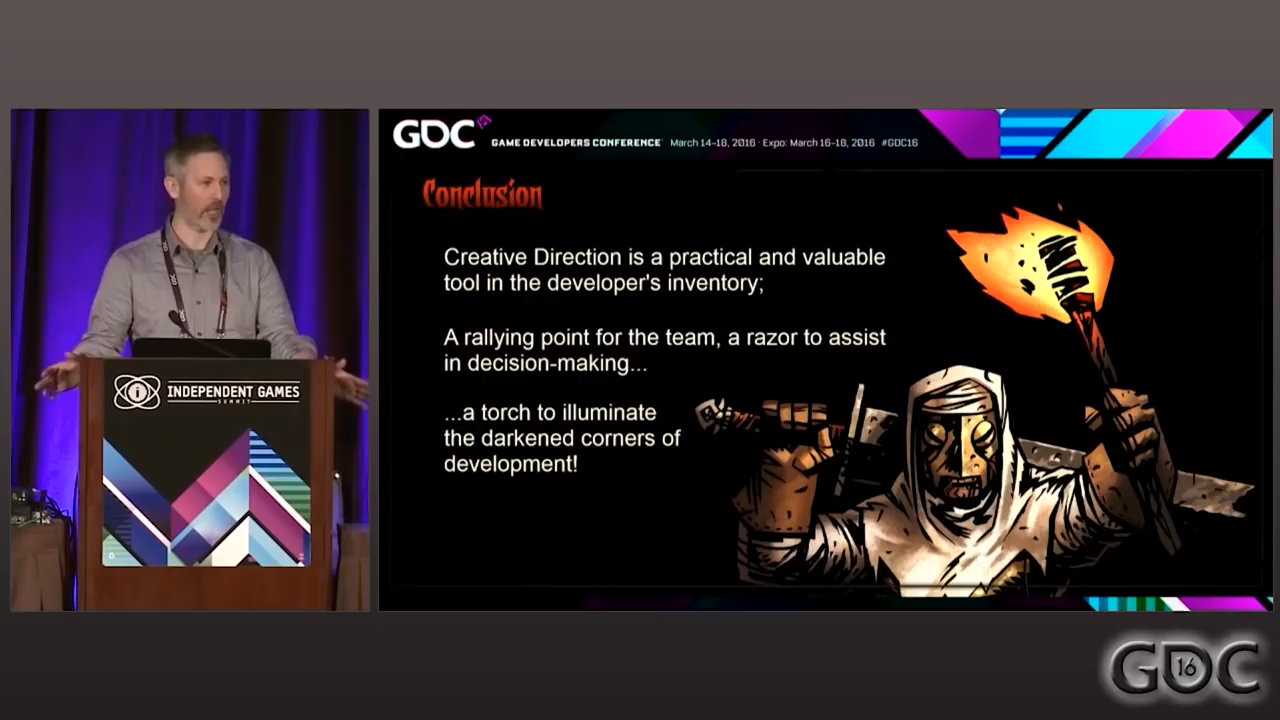 GDC
GAME DEVELOPERS CONFERENCE March 14-18, 2016 · Expo: March 16-18, 2016 #GDC16
Conclusion
Creative Direction is a practical and valuable
tool in the developer's inventory;
A rallying point for the team, a razor to assist
in decision-making...
...a torch to illuminate
the darkened corners of
development!
i
INDEPENDENT GAMES
SUMMIT
GDC
16